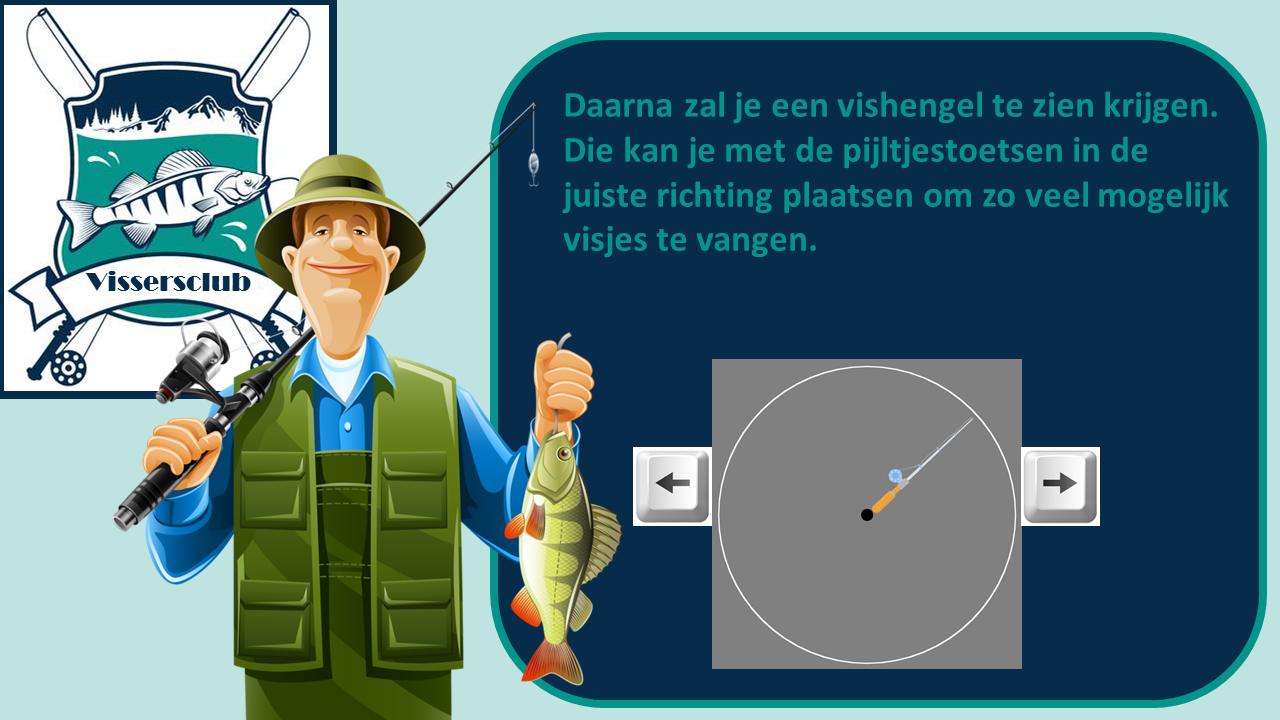 Vissersclub
Daarna zal je een vishengel te zien krijgen.
Die kan je met de pijltjestoetsen in de
juiste richting plaatsen om zo veel mogelijk
visjes te vangen.